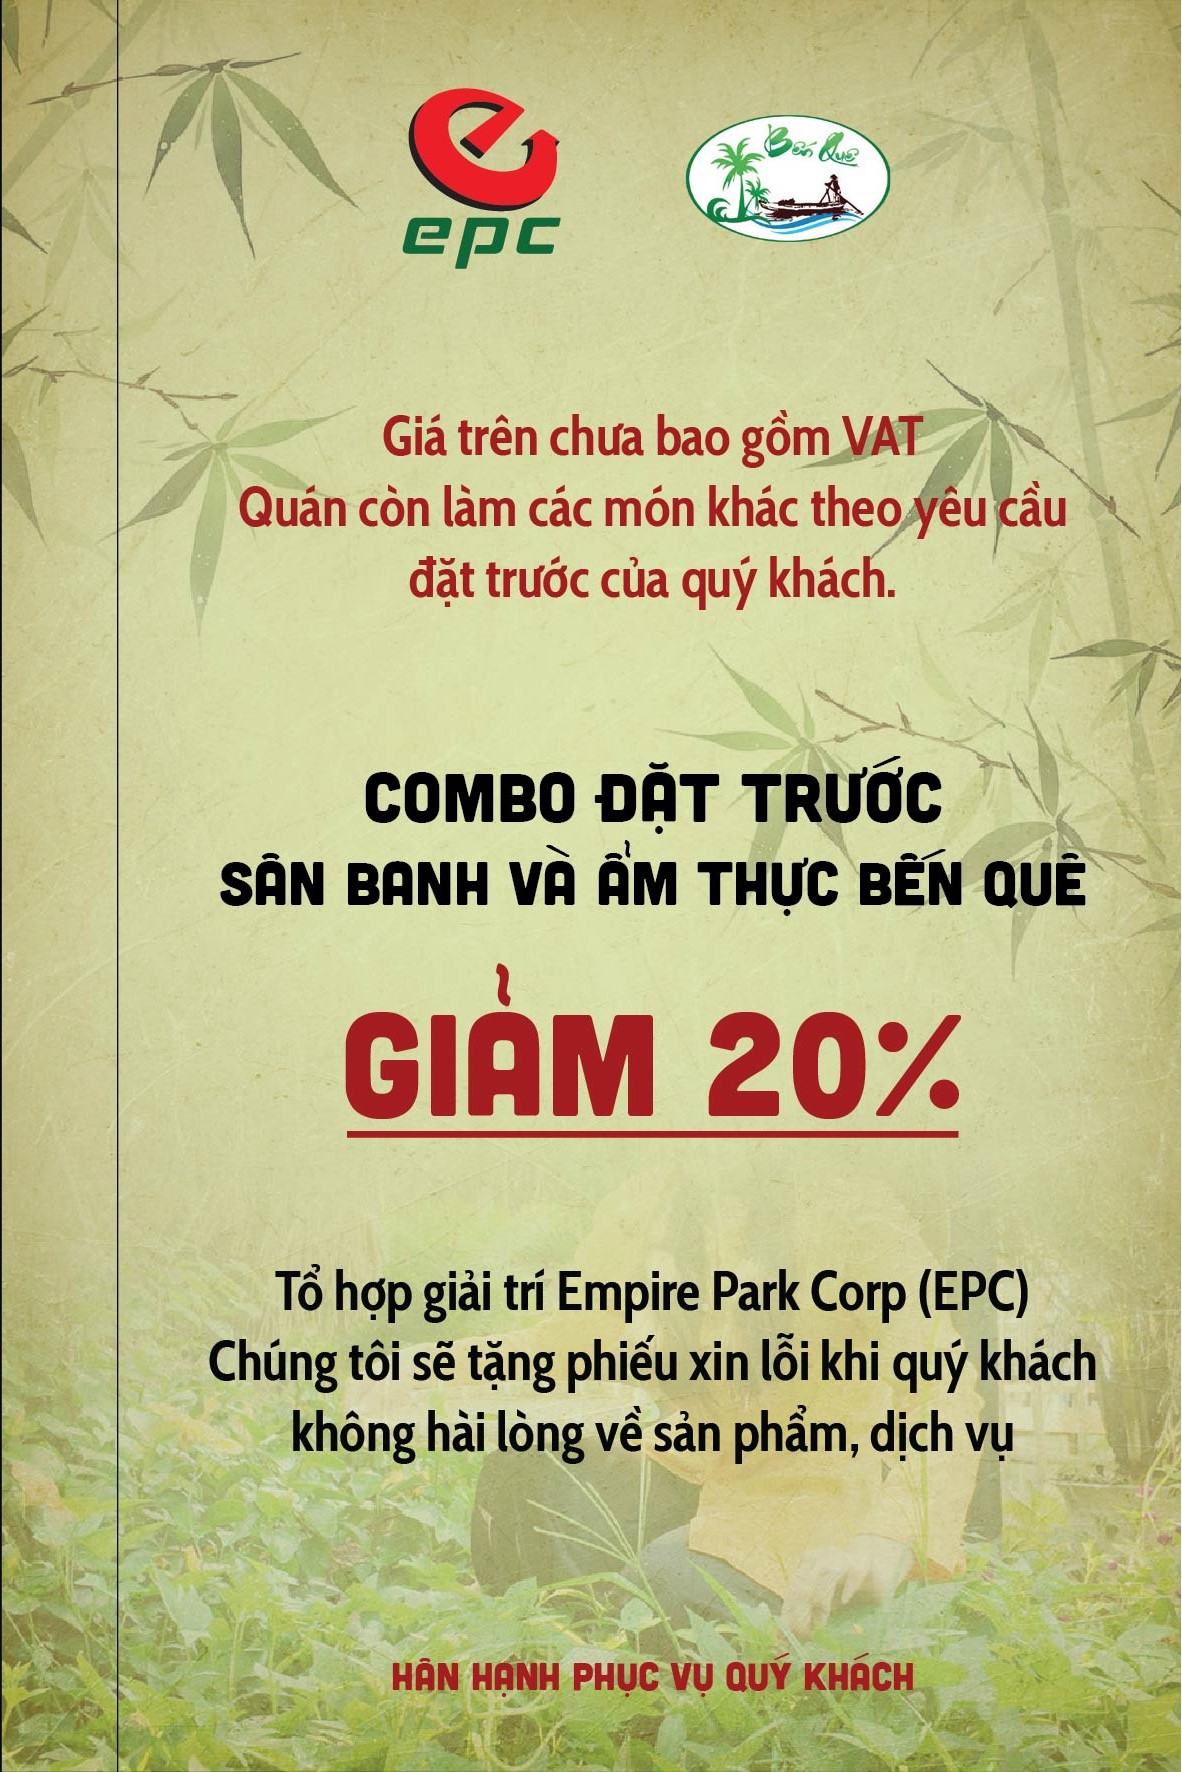 epc
Bến Quê
Giá trên chưa bao gồm VAT
Quán còn làm các món khác theo yêu cầu
đặt trước của quý khách.
COMBO ĐẶT TRƯỚC
SÂN BANH VÀ ẨM THỰC BẾN QUÊ
GIẢM 20%
Tổ hợp giải trí Empire Park Corp (EPC)
Chúng tôi sẽ tặng phiếu xin lỗi khi quý khách
không hài lòng về sản phẩm, dịch vụ
HÂN HẠNH PHỤC VỤ QUÝ KHÁCH